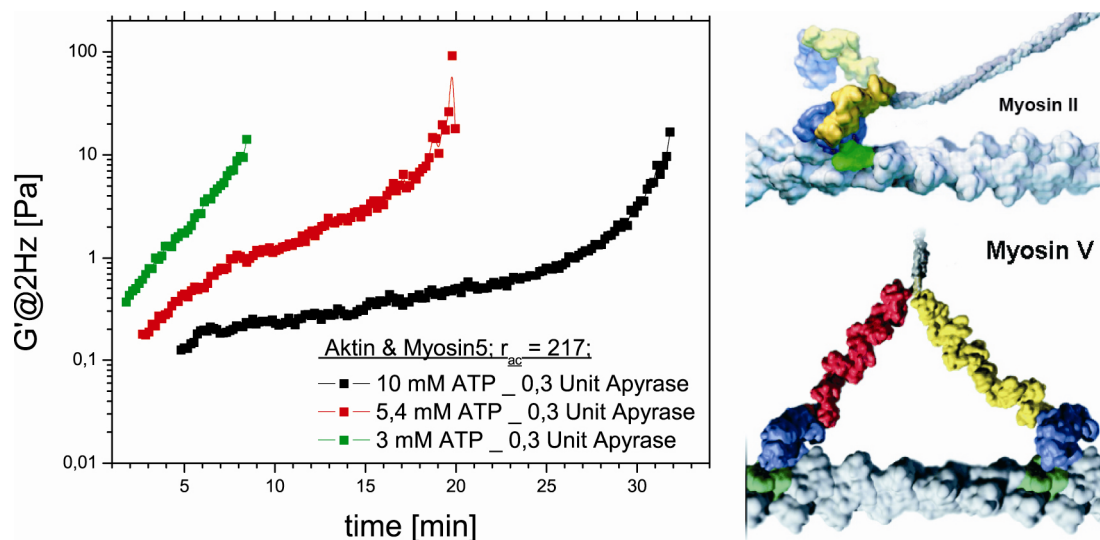 G'@2Hz [Pa]
100
10
1
0,1
0,01
Aktin & Myosin5; r_ac = 217;
10 mM ATP _ 0,3 Unit Apyrase
5,4 mM ATP _ 0,3 Unit Apyrase
3 mM ATP _ 0,3 Unit Apyrase
5 10 15 20 25 30
time [min]
Myosin II
Myosin V